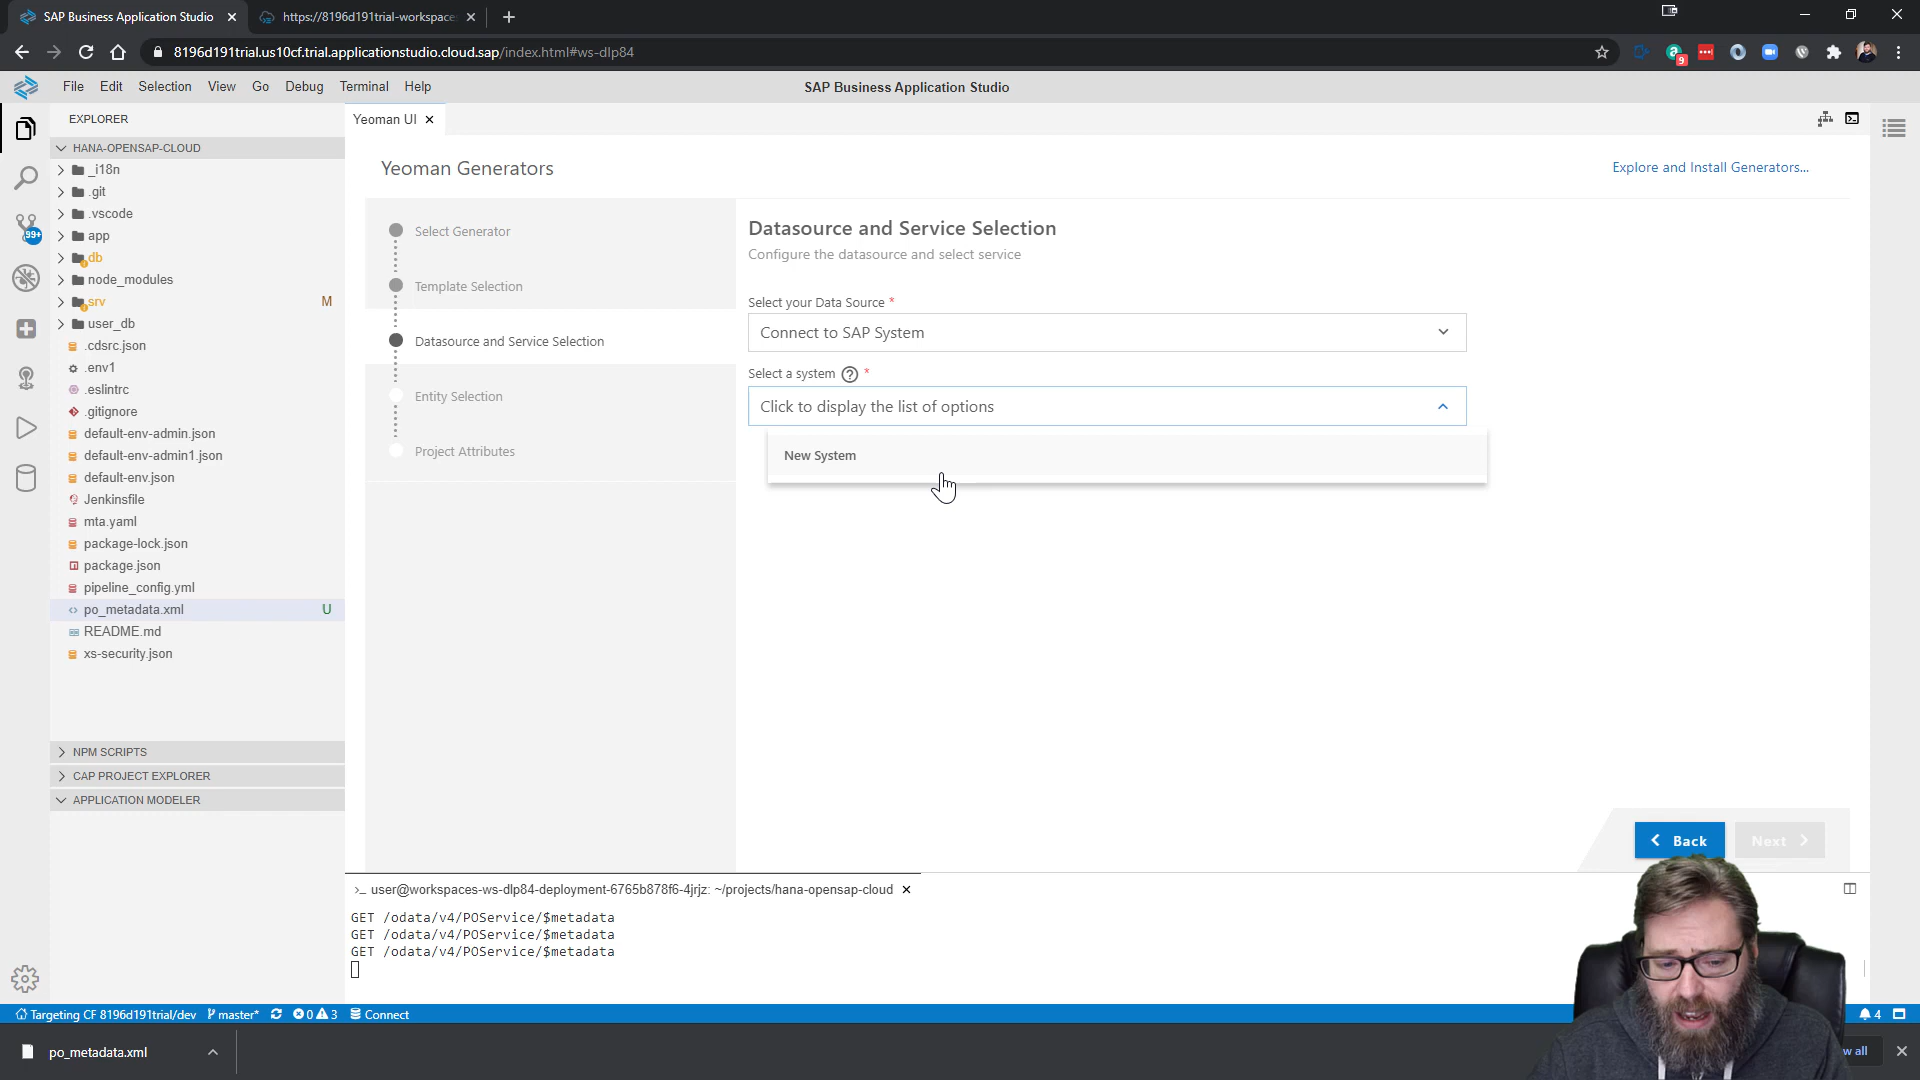 SAP Business Application Studio
https://8196d191trial-workspaces
8196d191trial.us10cf.trial.applicationstudio.cloud.sap/index.html#ws-dlp84
9
File Edit Selection View Go Debug Terminal Help
SAP Business Application Studio
EXPLORER
HANA-OPENSAP-CLOUD
_i18n
.git
.vscode
99+
app
db
node_modules
srv M
user_db
.cdsrc.json
.env1
.eslintrc
.gitignore
default-env-admin.json
default-env-admin1.json
default-env.json
Jenkinsfile
mta.yaml
package-lock.json
package.json
pipeline_config.yml
po_metadata.xml U
README.md
xs-security.json
NPM SCRIPTS
CAP PROJECT EXPLORER
APPLICATION MODELER
Yeoman UI
Yeoman Generators
Explore and Install Generators...
Select Generator
Template Selection
Datasource and Service Selection
Entity Selection
Project Attributes
Datasource and Service Selection
Configure the datasource and select service
Select your Data Source *
Connect to SAP System
Select a system ? *
Click to display the list of options
New System
Back
Next
>_ user@workspaces-ws-dlp84-deployment-6765b878f6-4jrjz: ~/projects/hana-opensap-cloud
GET /odata/v4/POService/$metadata
GET /odata/v4/POService/$metadata
GET /odata/v4/POService/$metadata
Targeting CF 8196d191trial/dev master* 0 3 Connect
4
po_metadata.xml
all